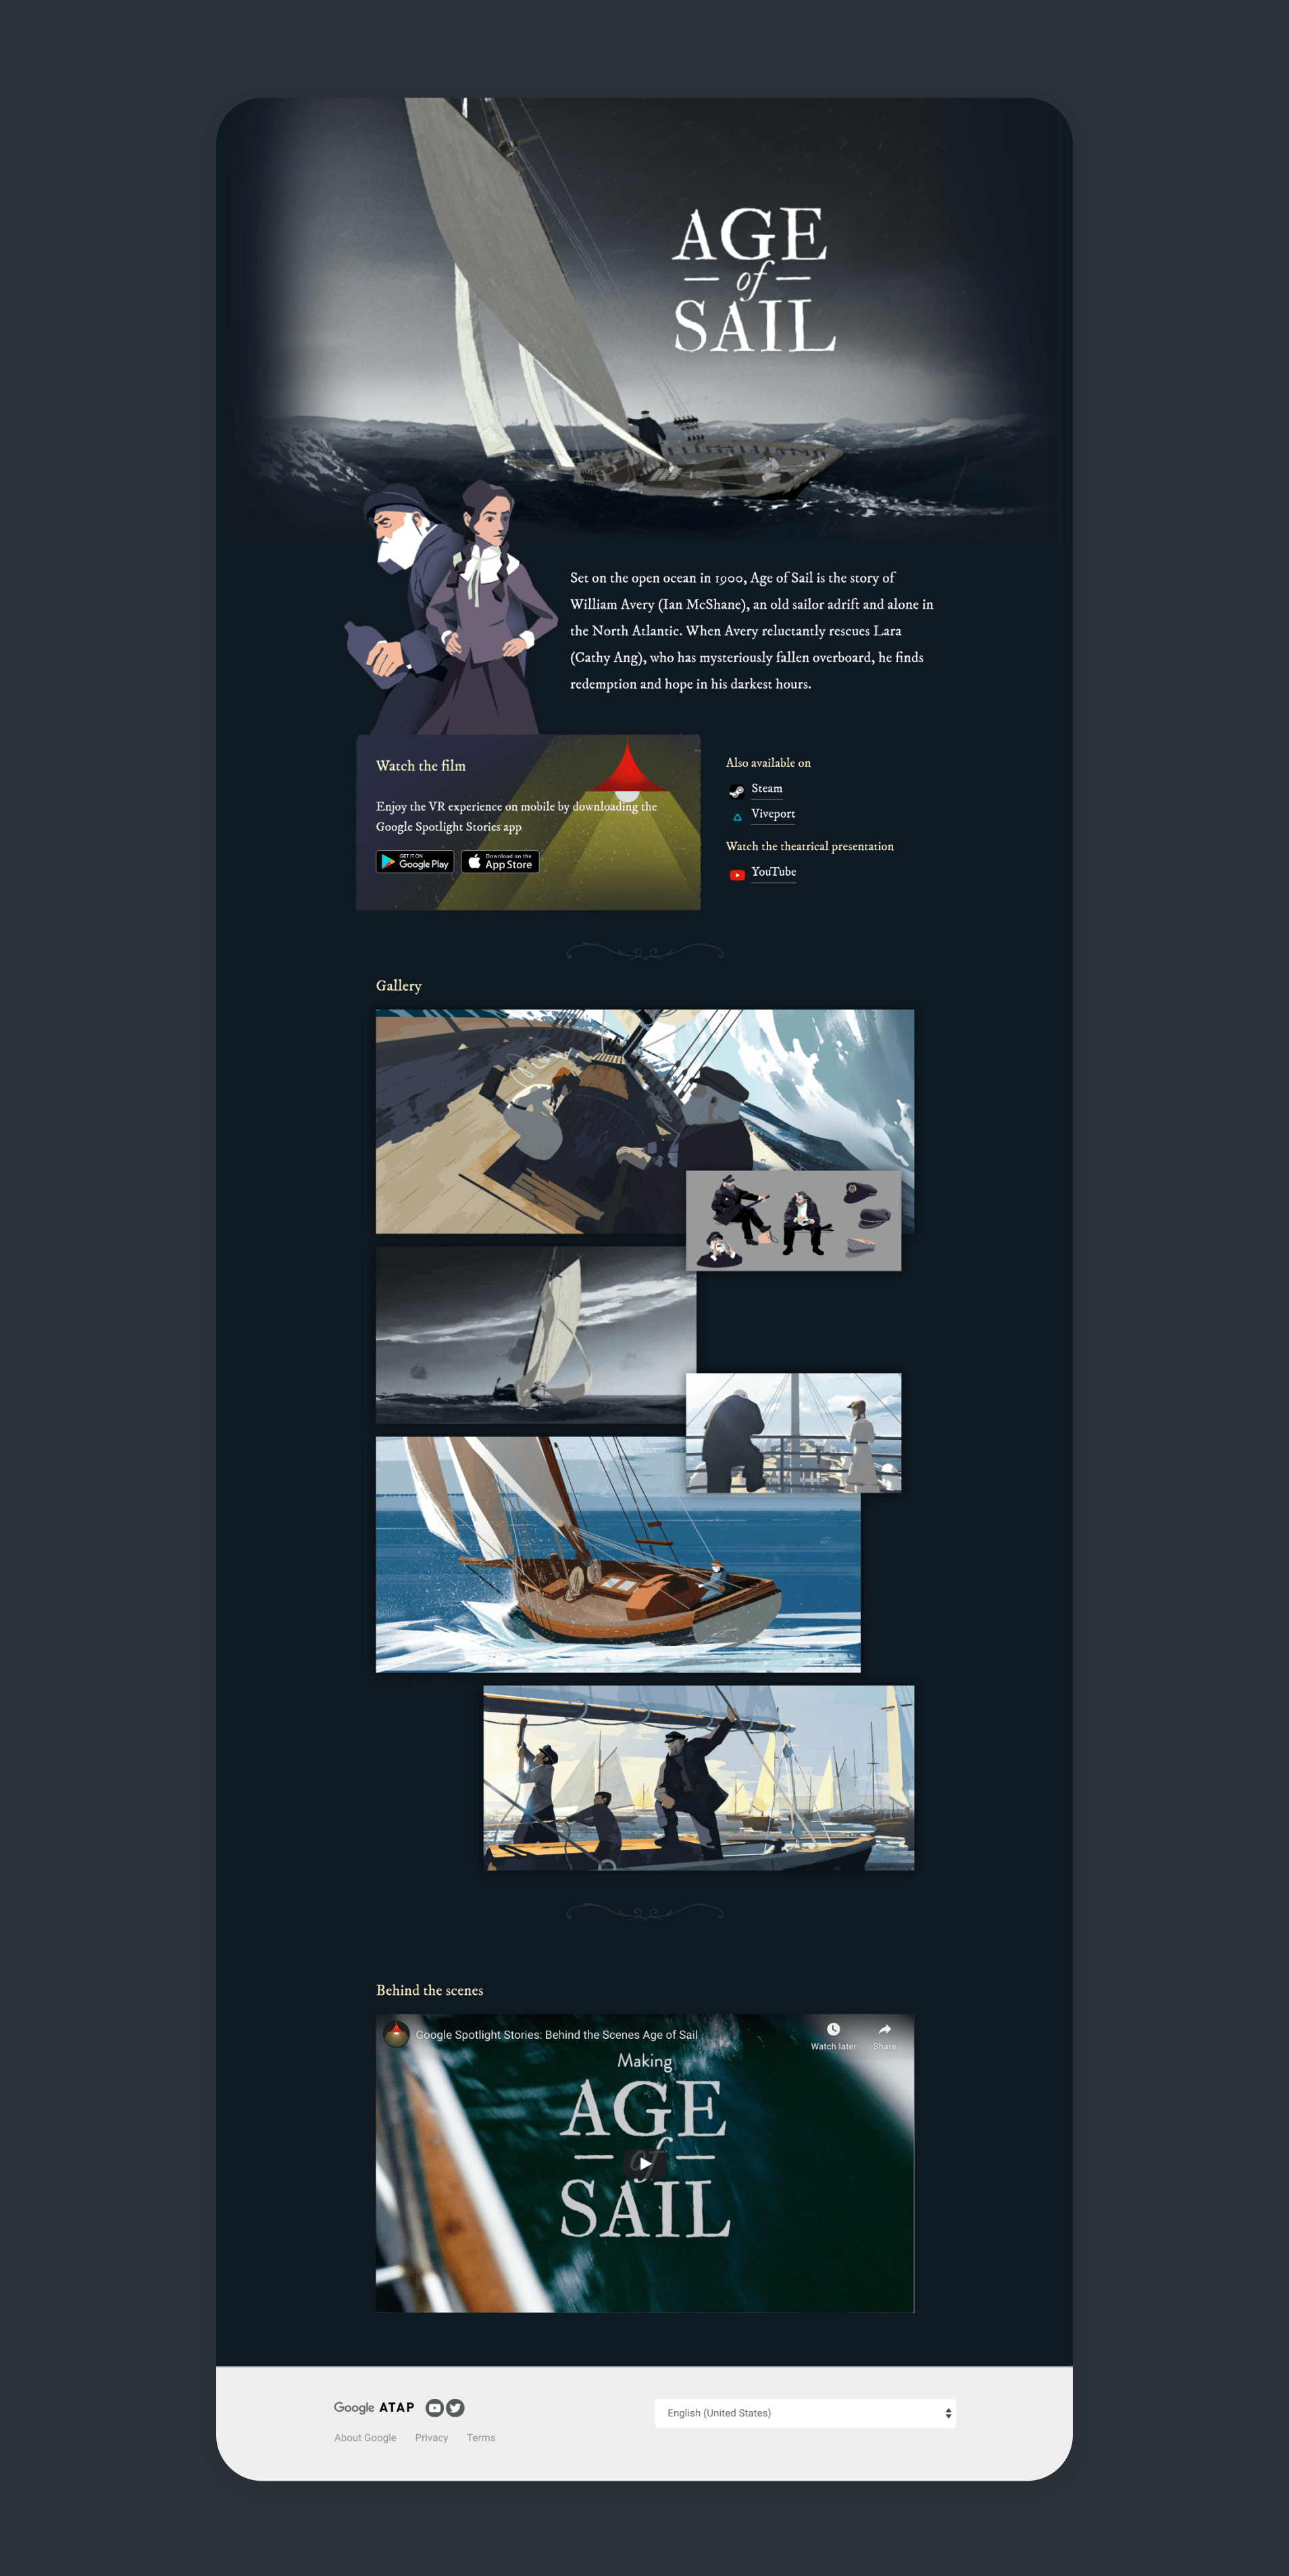 AGE
of
SAIL
Set on the open ocean in 1900, Age of Sail is the story of
William Avery (Ian McShane), an old sailor adrift and alone in
the North Atlantic. When Avery reluctantly rescues Lara
(Cathy Ang), who has mysteriously fallen overboard, he finds
redemption and hope in his darkest hours.
Watch the film
Enjoy the VR experience on mobile by downloading the
Google Spotlight Stories app
GET IT ON
Google Play
Download on the
App Store
Also available on
Steam
Viveport
Watch the theatrical presentation
YouTube
Gallery
Behind the scenes
Google Spotlight Stories: Behind the Scenes Age of Sail
Watch later
Share
Making
AGE
of
SAIL
Google ATAP
English (United States)
About Google
Privacy
Terms